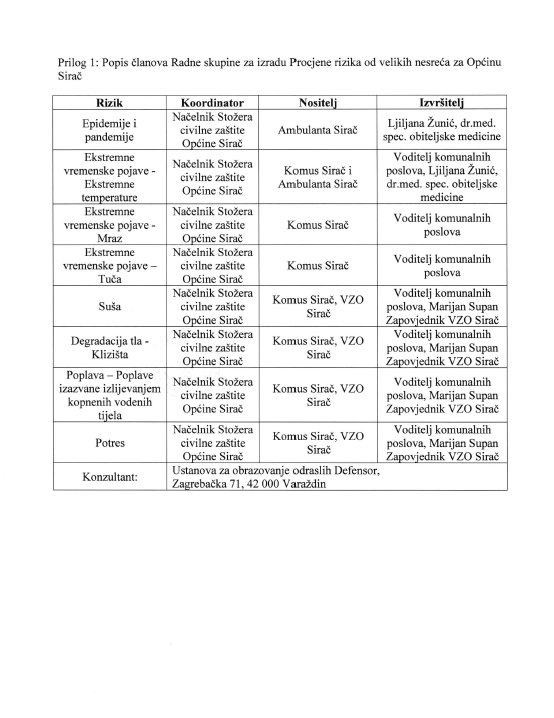 Prilog 1: Popis članova Radne skupine za izradu Procjene rizika od velikih nesreća za Općinu
Sirač
Rizik
Koordinator
Nositelj
Izvršitelj
Epidemije i
pandemije
Načelnik Stožera
civilne zaštite
Općine Sirač
Ambulanta Sirač
Ljiljana Žunić, dr.med.
spec. obiteljske medicine
Ekstremne
vremenske pojave -
Ekstremne
temperature
Načelnik Stožera
civilne zaštite
Općine Sirač
Komus Sirač i
Ambulanta Sirač
Voditelj komunalnih
poslova, Ljiljana Žunić,
dr.med. spec. obiteljske
medicine
Ekstremne
vremenske pojave -
Mraz
Načelnik Stožera
civilne zaštite
Općine Sirač
Komus Sirač
Voditelj komunalnih
poslova
Ekstremne
vremenske pojave –
Tuča
Načelnik Stožera
civilne zaštite
Općine Sirač
Komus Sirač
Voditelj komunalnih
poslova
Suša
Načelnik Stožera
civilne zaštite
Općine Sirač
Komus Sirač, VZO
Sirač
Voditelj komunalnih
poslova, Marijan Supan
Zapovjednik VZO Sirač
Degradacija tla -
Klizišta
Načelnik Stožera
civilne zaštite
Općine Sirač
Komus Sirač, VZO
Sirač
Voditelj komunalnih
poslova, Marijan Supan
Zapovjednik VZO Sirač
Poplava – Poplave
izazvane izlijevanjem
kopnenih vodenih
tijela
Načelnik Stožera
civilne zaštite
Općine Sirač
Komus Sirač, VZO
Sirač
Voditelj komunalnih
poslova, Marijan Supan
Zapovjednik VZO Sirač
Potres
Načelnik Stožera
civilne zaštite
Općine Sirač
Komus Sirač, VZO
Sirač
Voditelj komunalnih
poslova, Marijan Supan
Zapovjednik VZO Sirač
Konzultant:
Ustanova za obrazovanje odraslih Defensor,
Zagrebačka 71, 42 000 Varaždin